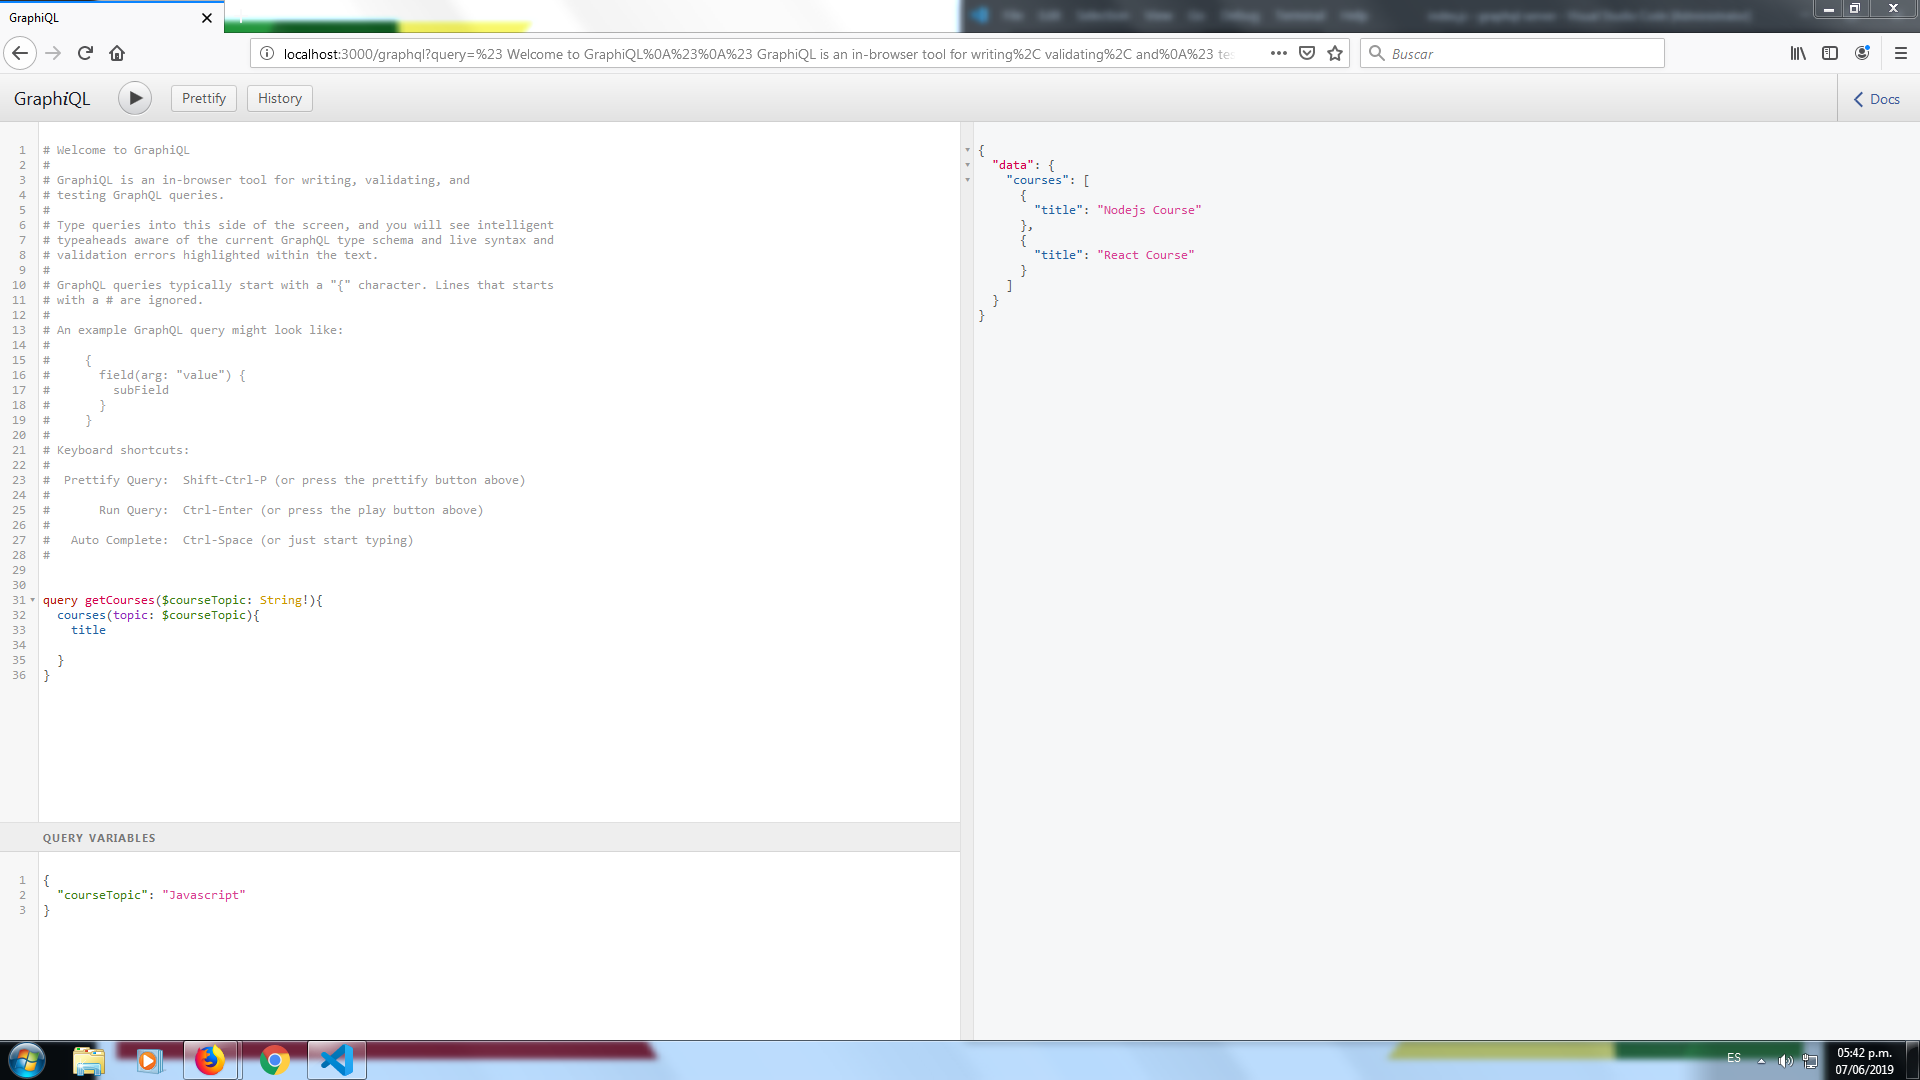 GraphiQL
File Edit Selection View Go Debug Terminal Help
localhost:3000/graphql?query=%23 Welcome to GraphiQL%0A%23%0A%23 GraphiQL is an in-browser tool for writing%2C validating%2C and%0A%23 tes
Buscar
GraphiQL
Prettify
History
Docs
1 # Welcome to GraphiQL
2 #
3 # GraphiQL is an in-browser tool for writing, validating, and
4 # testing GraphQL queries.
5 #
6 # Type queries into this side of the screen, and you will see intelligent
7 # typeaheads aware of the current GraphQL type schema and live syntax and
8 # validation errors highlighted within the text.
9 #
10 # GraphQL queries typically start with a "{" character. Lines that starts
11 # with a # are ignored.
12 #
13 # An example GraphQL query might look like:
14 #
15 #     {
16 #       field(arg: "value") {
17 #         subField
18 #       }
19 #     }
20 #
21 # Keyboard shortcuts:
22 #
23 #  Prettify Query:  Shift-Ctrl-P (or press the prettify button above)
24 #
25 #       Run Query:  Ctrl-Enter (or press the play button above)
26 #
27 #   Auto Complete:  Ctrl-Space (or just start typing)
28 #
29
30
31 query getCourses($courseTopic: String!){
32   courses(topic: $courseTopic){
33     title
34
35   }
36 }
QUERY VARIABLES
1 {
2   "courseTopic": "Javascript"
3 }
{
  "data": {
    "courses": [
      {
        "title": "Nodejs Course"
      },
      {
        "title": "React Course"
      }
    ]
  }
}
ES
05:42 p.m.
07/06/2019